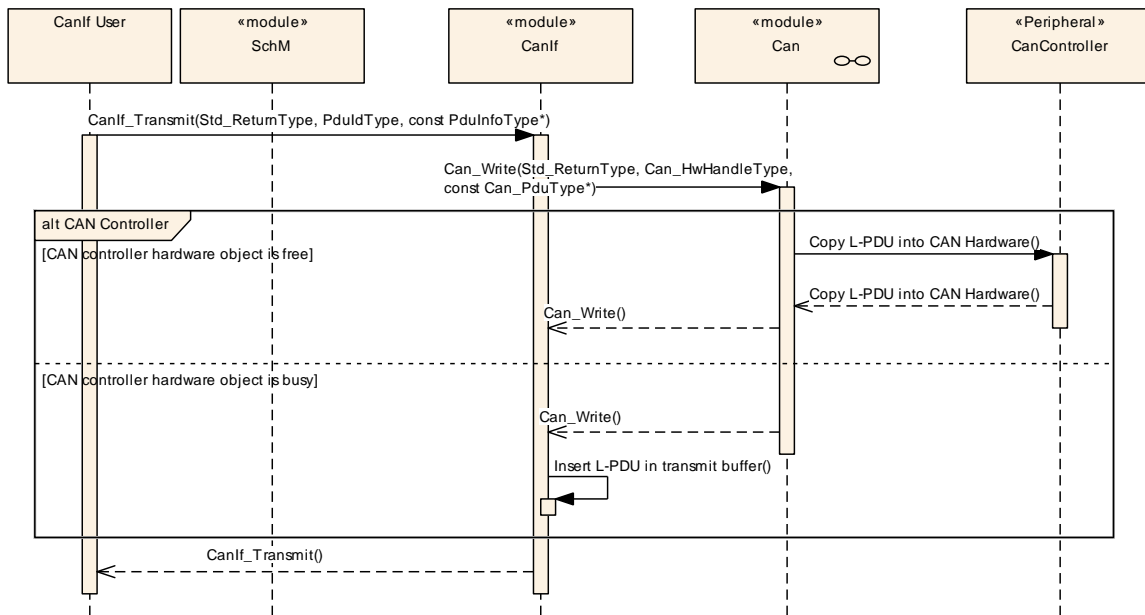 CanIf User
«module»
SchM
«module»
CanIf
«module»
Can
«Peripheral»
CanController
CanIf_Transmit(Std_ReturnType, PduIdType, const PduInfoType*)
Can_Write(Std_ReturnType, Can_HwHandleType,
const Can_PduType*)
alt CAN Controller
[CAN controller hardware object is free]
Copy L-PDU into CAN Hardware()
Copy L-PDU into CAN Hardware()
Can_Write()
[CAN controller hardware object is busy]
Can_Write()
Insert L-PDU in transmit buffer()
CanIf_Transmit()